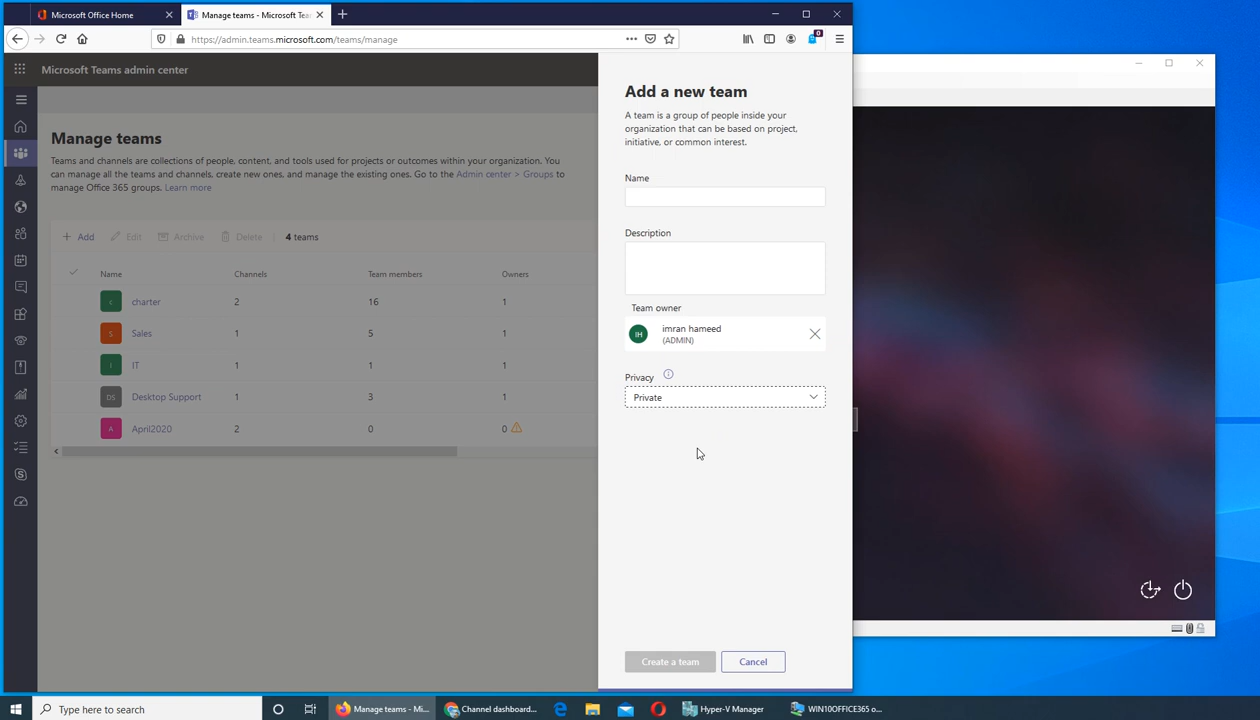 Microsoft Office Home
Manage teams - Microsoft Tea
https://admin.teams.microsoft.com/teams/manage
0
Microsoft Teams admin center
Manage teams
Teams and channels are collections of people, content, and tools used for projects or outcomes within your organization. You
can manage all the teams and channels, create new ones, and manage the existing ones. Go to the Admin center > Groups to
manage Office 365 groups. Learn more
+ Add Edit Archive Delete 4 teams
Name Channels Team members Owners
c charter 2 16 1
S Sales 1 5 1
I IT 1 1 1
DS Desktop Support 1 3 1
A April2020 2 0 0
Add a new team
A team is a group of people inside your
organization that can be based on project,
initiative, or common interest.
Name
Description
Team owner
IH imran hameed
(ADMIN)
Privacy
Private
Create a team Cancel
Type here to search
Manage teams - Mi...
Channel dashboard...
Hyper-V Manager
WIN10OFFICE365 o...